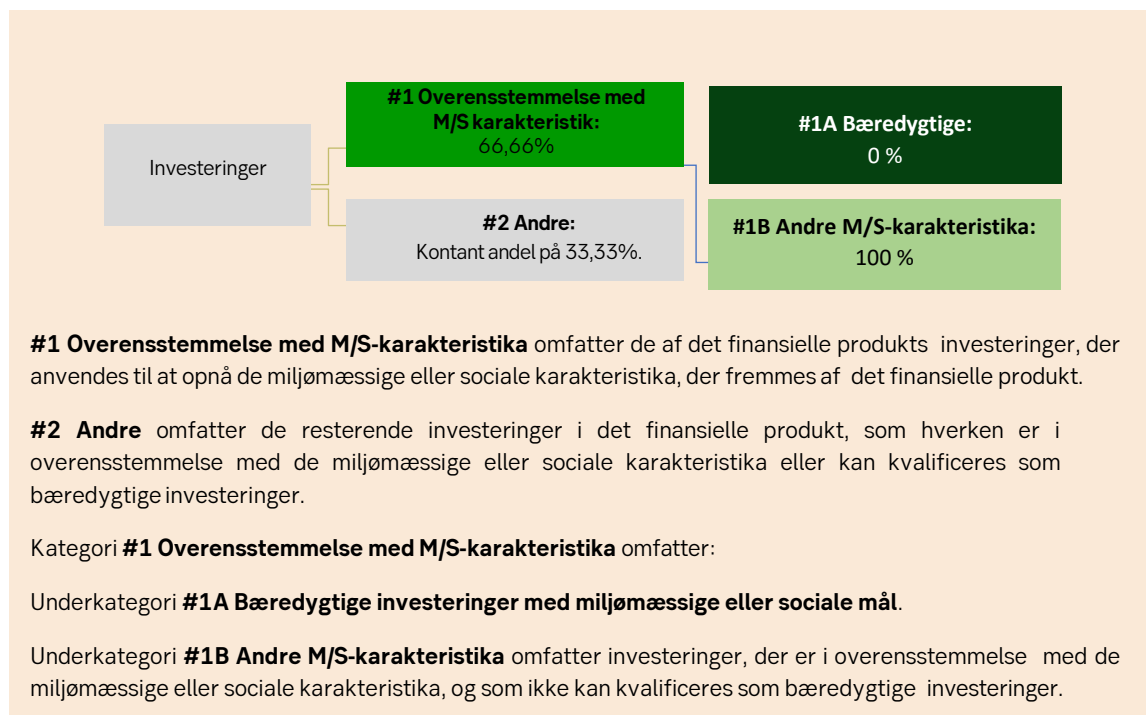 #1 Overensstemmelse med
M/S karakteristik:
66,66%
#1A Bæredygtige:
0 %
Investeringer
#2 Andre:
Kontant andel på 33,33%.
#1B Andre M/S-karakteristika:
100 %
#1 Overensstemmelse med M/S-karakteristika omfatter de af det finansielle produkts investeringer, der
anvendes til at opnå de miljømæssige eller sociale karakteristika, der fremmes af det finansielle produkt.
#2 Andre omfatter de resterende investeringer i det finansielle produkt, som hverken er i
overensstemmelse med de miljømæssige eller sociale karakteristika eller kan kvalificeres som
bæredygtige investeringer.
Kategori #1 Overensstemmelse med M/S-karakteristika omfatter:
Underkategori #1A Bæredygtige investeringer med miljømæssige eller sociale mål.
Underkategori #1B Andre M/S-karakteristika omfatter investeringer, der er i overensstemmelse med de
miljømæssige eller sociale karakteristika, og som ikke kan kvalificeres som bæredygtige investeringer.